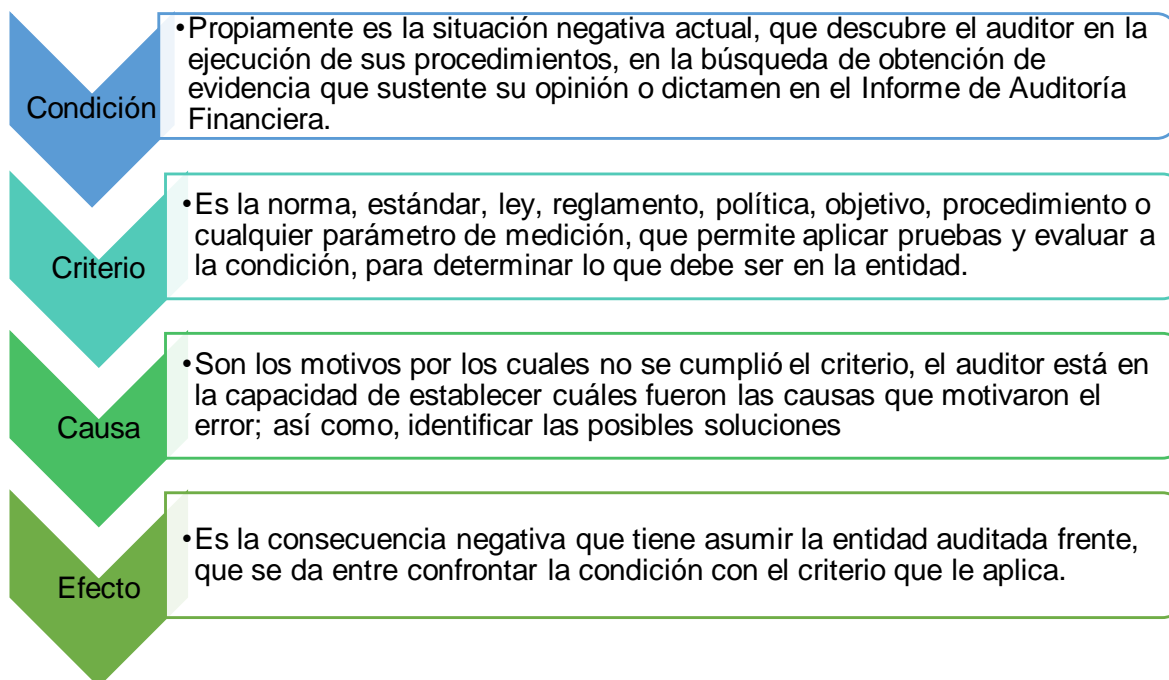 Condición
•Propiamente es la situación negativa actual, que descubre el auditor en la
ejecución de sus procedimientos, en la búsqueda de obtención de
evidencia que sustente su opinión o dictamen en el Informe de Auditoría
Financiera.
Criterio
•Es la norma, estándar, ley, reglamento, política, objetivo, procedimiento o
cualquier parámetro de medición, que permite aplicar pruebas y evaluar a
la condición, para determinar lo que debe ser en la entidad.
Causa
•Son los motivos por los cuales no se cumplió el criterio, el auditor está en
la capacidad de establecer cuáles fueron las causas que motivaron el
error; así como, identificar las posibles soluciones
Efecto
•Es la consecuencia negativa que tiene asumir la entidad auditada frente,
que se da entre confrontar la condición con el criterio que le aplica.